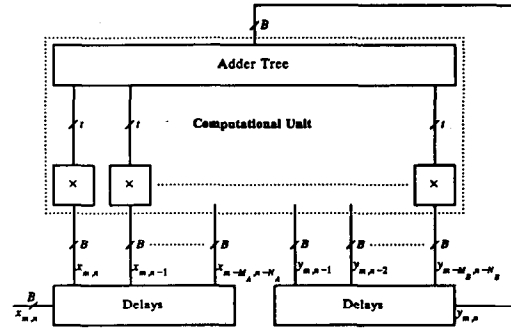 B
Adder Tree
t t t
Computational Unit
× × ×
B B B B B B
x_{m,n} x_{m,n-1} x_{m-M_A,n-N_A} y_{m,n-1} y_{m,n-2} y_{m-M_B,n-N_B}
B
x_{m,n} Delays Delays y_{m,n}